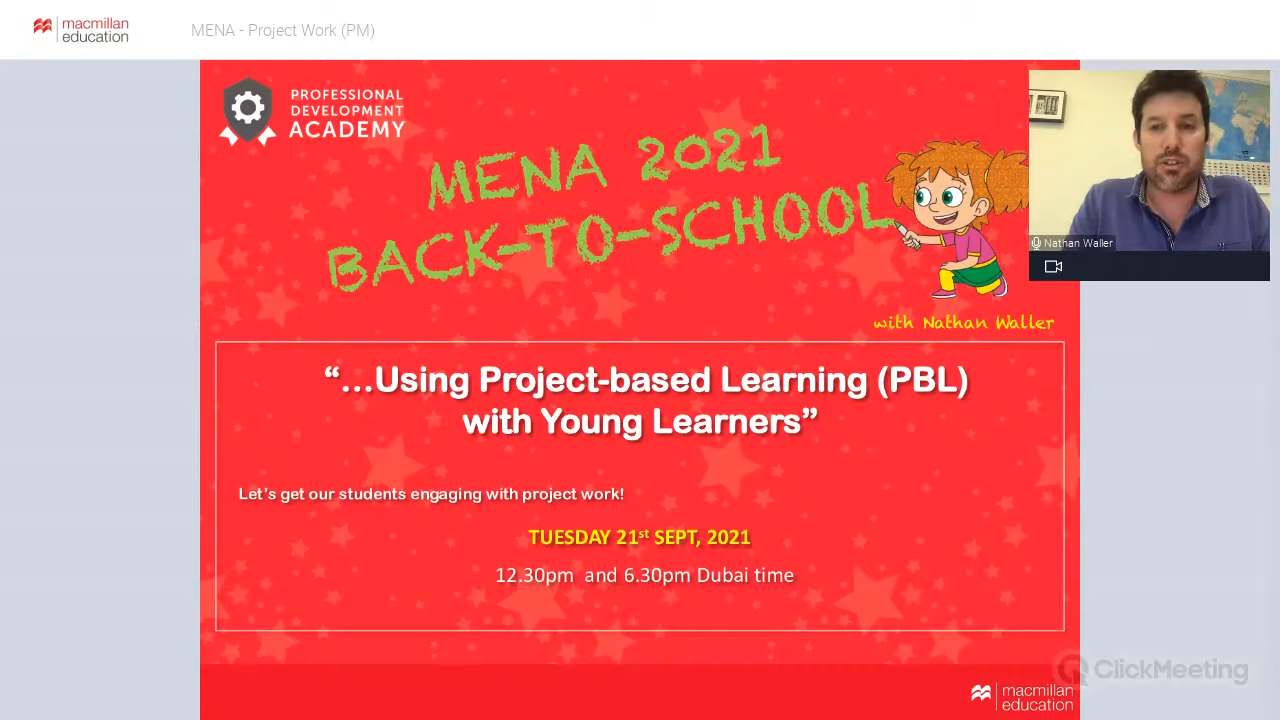 macmillan
education
MENA - Project Work (PM)
PROFESSIONAL
DEVELOPMENT
ACADEMY
MENA 2021
BACK-TO-SCHOOL
Nathan Waller
with Nathan Waller
“...Using Project-based Learning (PBL)
with Young Learners”
Let’s get our students engaging with project work!
TUESDAY 21st SEPT, 2021
12.30pm and 6.30pm Dubai time
ClickMeeting
macmillan
education